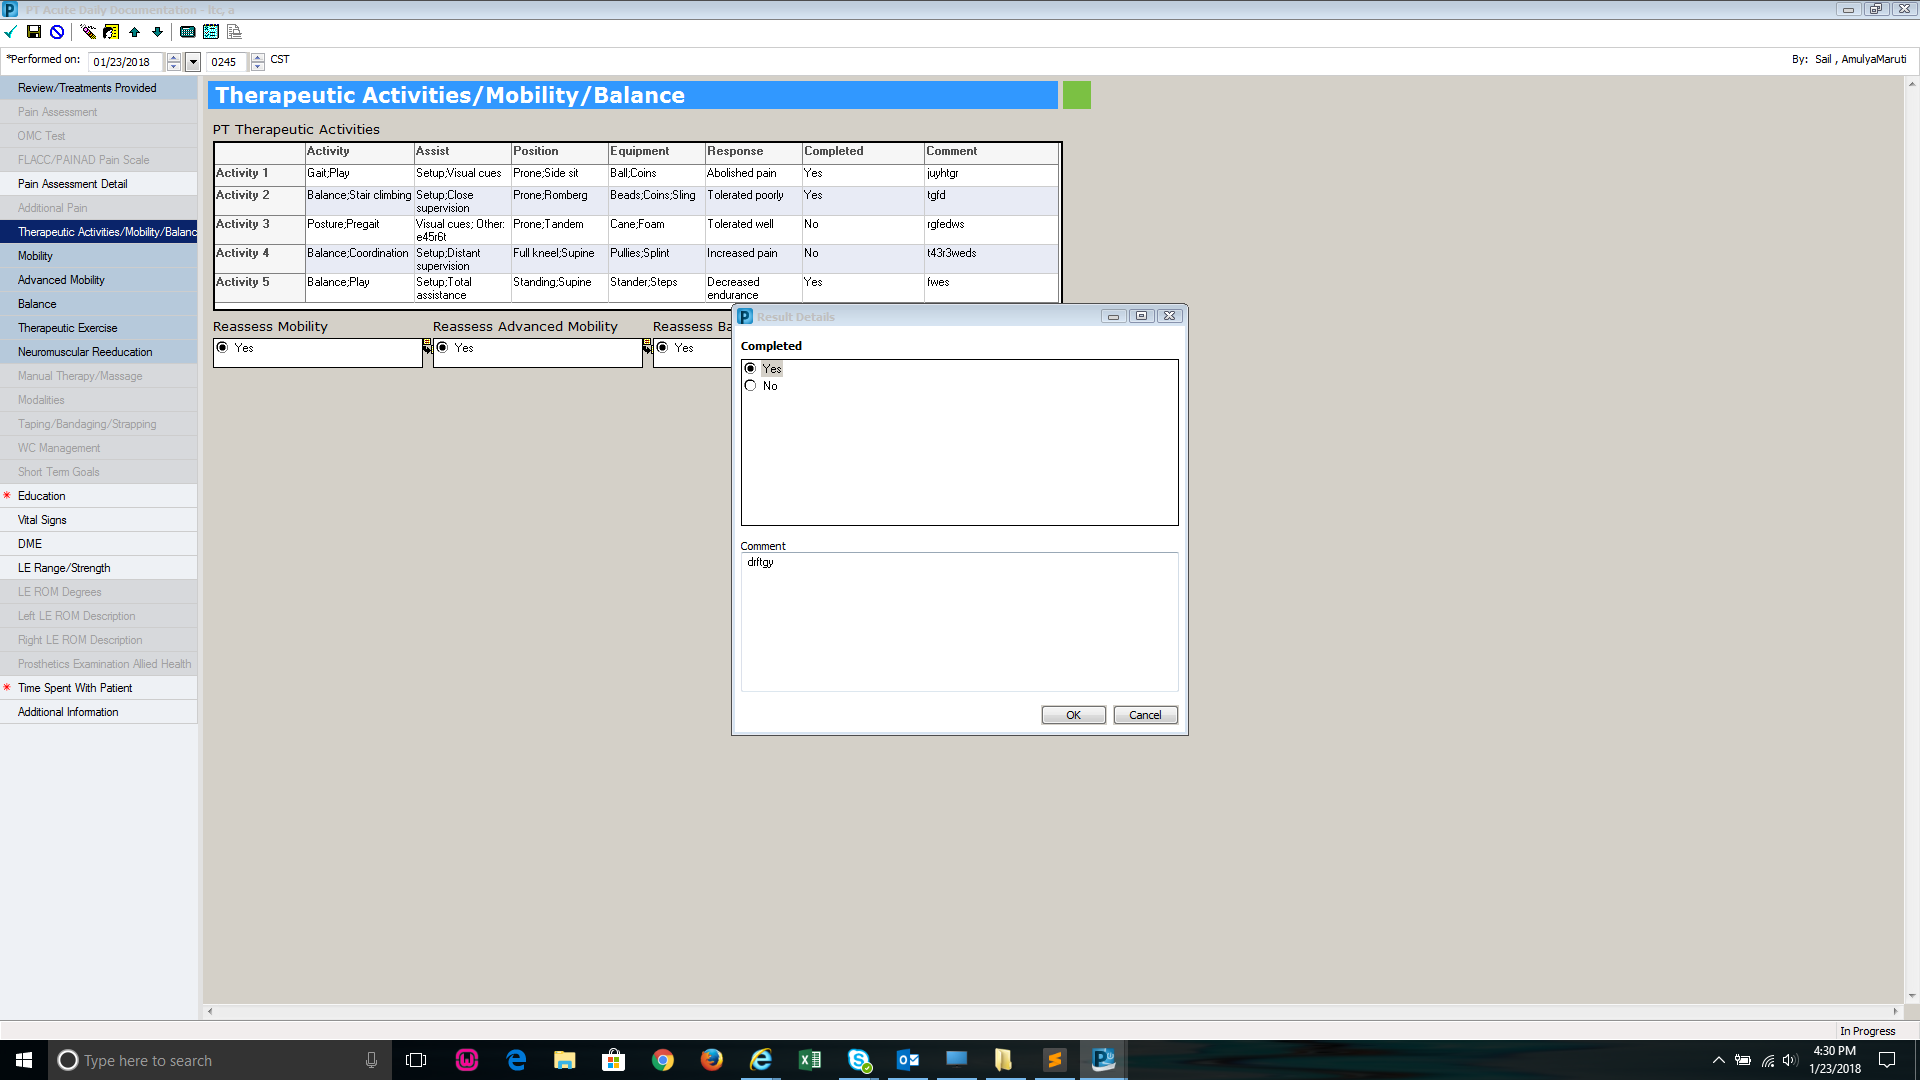 PT Acute Daily Documentation - itc, a
*Performed on: 01/23/2018 0245 CST By: Sail , AmulyaMaruti
Review/Treatments Provided
Pain Assessment
OMC Test
FLACC/PAINAD Pain Scale
Pain Assessment Detail
Additional Pain
Therapeutic Activities/Mobility/Balanc
Mobility
Advanced Mobility
Balance
Therapeutic Exercise
Neuromuscular Reeducation
Manual Therapy/Massage
Modalities
Taping/Bandaging/Strapping
WC Management
Short Term Goals
* Education
Vital Signs
DME
LE Range/Strength
LE ROM Degrees
Left LE ROM Description
Right LE ROM Description
Prosthetics Examination Allied Health
* Time Spent With Patient
Additional Information
Therapeutic Activities/Mobility/Balance
PT Therapeutic Activities
Activity Assist Position Equipment Response Completed Comment
Activity 1 Gait;Play Setup;Visual cues Prone;Side sit Ball;Coins Abolished pain Yes juyhtgr
Activity 2 Balance;Stair climbing Setup;Close Prone;Romberg Beads;Coins;Sling Tolerated poorly Yes tgfd
supervision
Activity 3 Posture;Pregait Visual cues; Other: Prone;Tandem Cane;Foam Tolerated well No rgfedws
e45r6t
Activity 4 Balance;Coordination Setup;Distant Full kneel;Supine Pullies;Splint Increased pain No t43r3weds
supervision
Activity 5 Balance;Play Setup;Total Standing;Supine Stander;Steps Decreased Yes fwes
assistance endurance
Reassess Mobility Reassess Advanced Mobility Reassess Ba
Yes Yes Yes
Result Details
Completed
Yes
No
Comment
drftgy
OK Cancel
In Progress
Type here to search
4:30 PM
1/23/2018